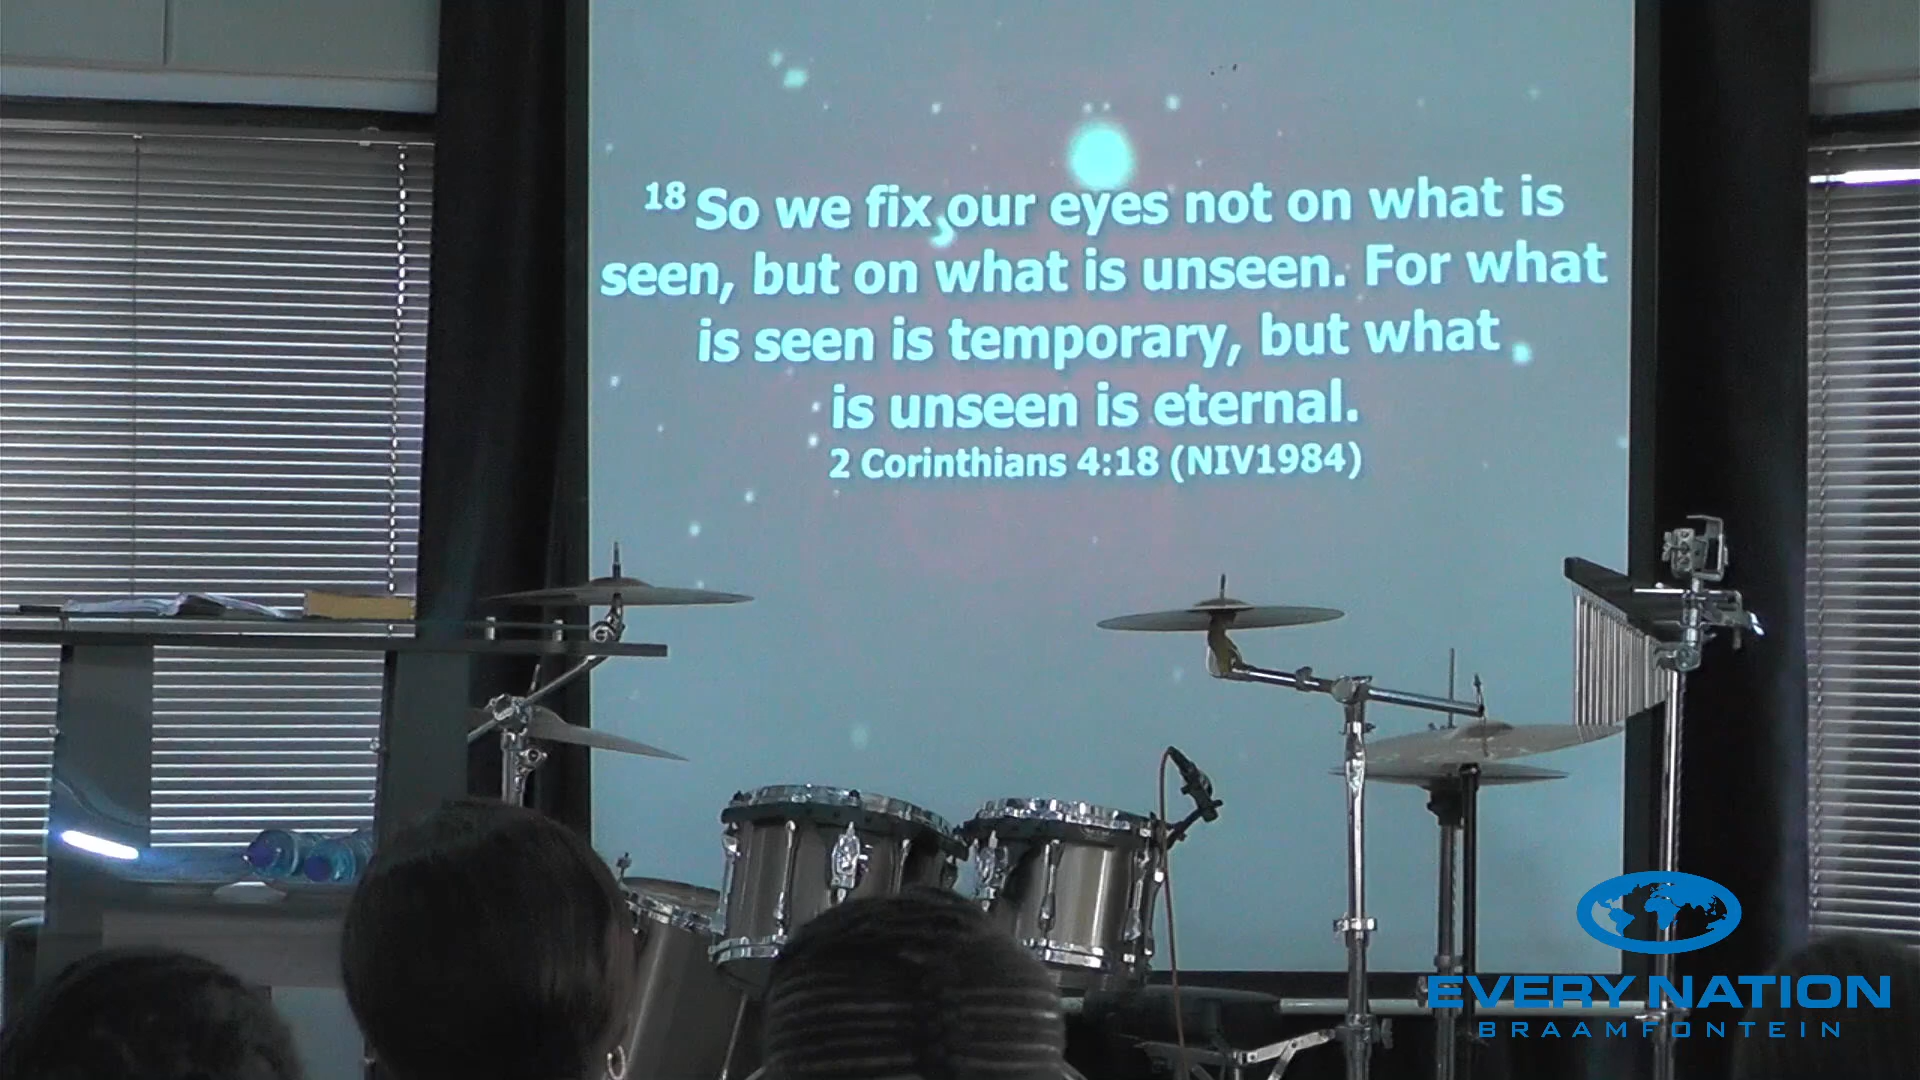 18 So we fix our eyes not on what is
seen, but on what is unseen. For what
is seen is temporary, but what
is unseen is eternal.
2 Corinthians 4:18 (NIV1984)
EVERY NATION
BRAAMFONTEIN